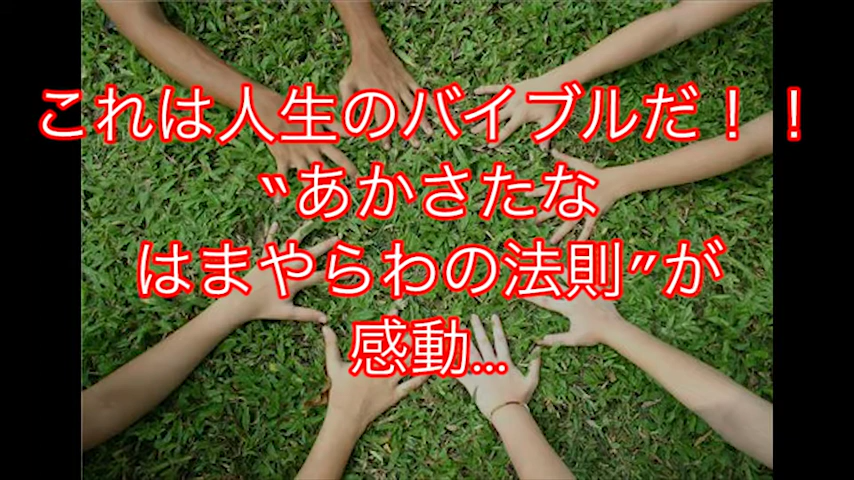 これは人生のバイブルだ！！
〝あかさたな
はまやらわの法則〟が
感動…